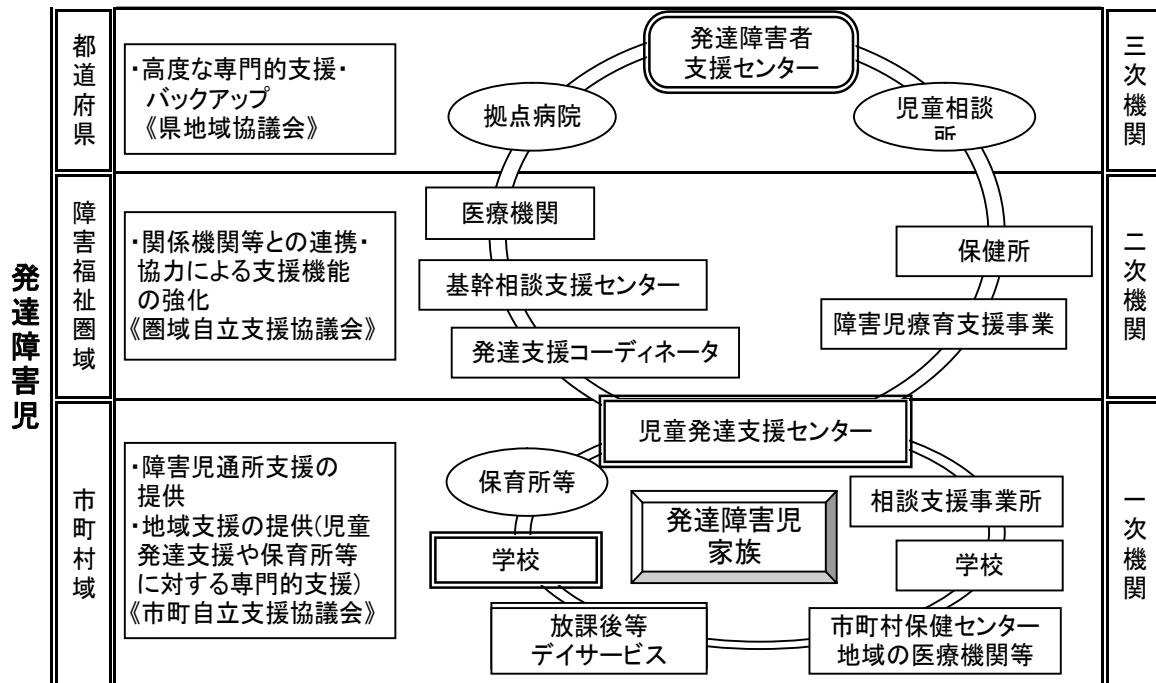 発達障害児
都道府県
・高度な専門的支援・
バックアップ
《県地域協議会》
発達障害者
支援センター
拠点病院
児童相談
所
三次機関
障害福祉圏域
・関係機関等との連携・
協力による支援機能
の強化
《圏域自立支援協議会》
医療機関
保健所
基幹相談支援センター
障害児療育支援事業
発達支援コーディネータ
二次機関
市町村域
・障害児通所支援の
提供
・地域支援の提供(児童
発達支援や保育所等
に対する専門的支援)
《市町自立支援協議会》
児童発達支援センター
保育所等
発達障害児
家族
相談支援事業所
学校
学校
放課後等
デイサービス
市町村保健センター
地域の医療機関等
一次機関